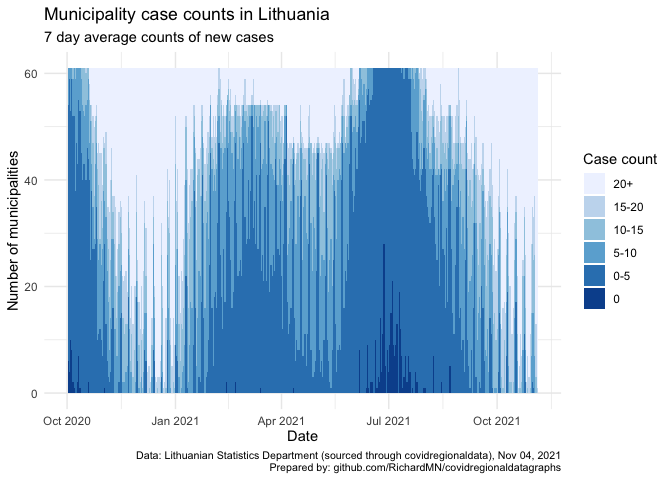 Municipality case counts in Lithuania
7 day average counts of new cases
Number of municipalities
60
40
20
0
Oct 2020
Jan 2021
Apr 2021
Jul 2021
Oct 2021
Date
Case count
20+
15-20
10-15
5-10
0-5
0
Data: Lithuanian Statistics Department (sourced through covidregionaldata), Nov 04, 2021
Prepared by: github.com/RichardMN/covidregionaldatagraphs